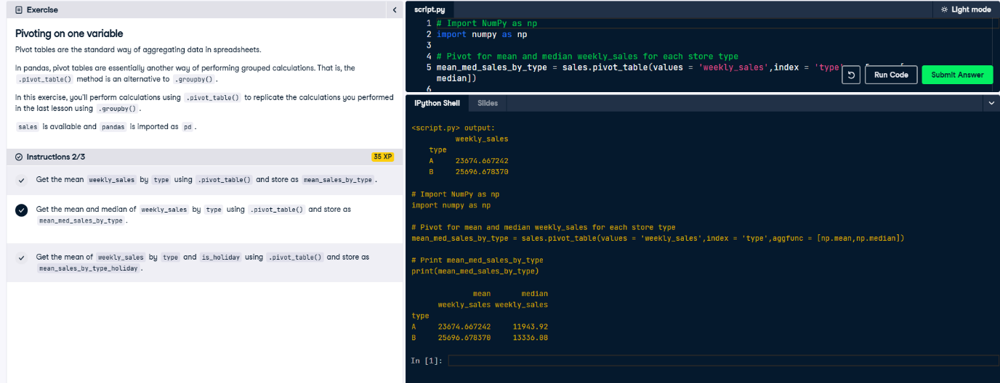 Exercise
Pivoting on one variable
Pivot tables are the standard way of aggregating data in spreadsheets.
In pandas, pivot tables are essentially another way of performing grouped calculations. That is, the
.pivot_table() method is an alternative to .groupby() .
In this exercise, you'll perform calculations using .pivot_table() to replicate the calculations you performed
in the last lesson using .groupby() .
sales is available and pandas is imported as pd .
Instructions 2/3
35 XP
Get the mean weekly_sales by type using .pivot_table() and store as mean_sales_by_type .
Get the mean and median of weekly_sales by type using .pivot_table() and store as
mean_med_sales_by_type .
Get the mean of weekly_sales by type and is_holiday using .pivot_table() and store as
mean_sales_by_type_holiday .
script.py
Light mode
1 # Import NumPy as np
2 import numpy as np
3
4 # Pivot for mean and median weekly_sales for each store type
5 mean_med_sales_by_type = sales.pivot_table(values = 'weekly_sales',index = 'type'
median])
6
Run Code
Submit Answer
IPython Shell
Slides
<script.py> output:
weekly_sales
type
A 23674.667242
B 25696.678370
# Import NumPy as np
import numpy as np
# Pivot for mean and median weekly_sales for each store type
mean_med_sales_by_type = sales.pivot_table(values = 'weekly_sales',index = 'type',aggfunc = [np.mean,np.median])
# Print mean_med_sales_by_type
print(mean_med_sales_by_type)
mean median
weekly_sales weekly_sales
type
A 23674.667242 11943.92
B 25696.678370 13336.08
In [1]: